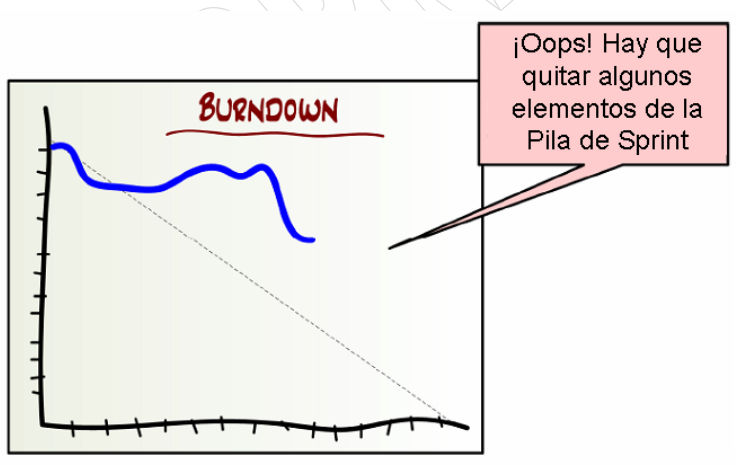 BURNDOWN
¡Oops! Hay que
quitar algunos
elementos de la
Pila de Sprint